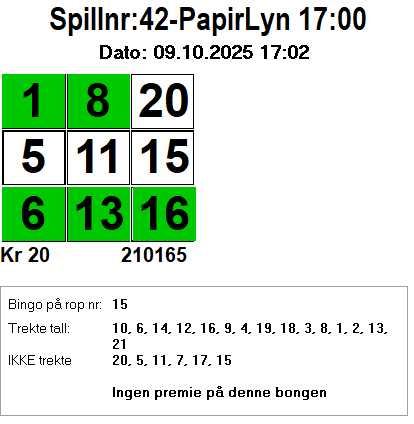 Spillnr:42-PapirLyn 17:00
Dato: 09.10.2025 17:02
1 8 20
5 11 15
6 13 16
Kr 20 210165
Bingo på rop nr: 15
Trekte tall: 10, 6, 14, 12, 16, 9, 4, 19, 18, 3, 8, 1, 2, 13,
21
IKKE trekte 20, 5, 11, 7, 17, 15
Ingen premie på denne bongen